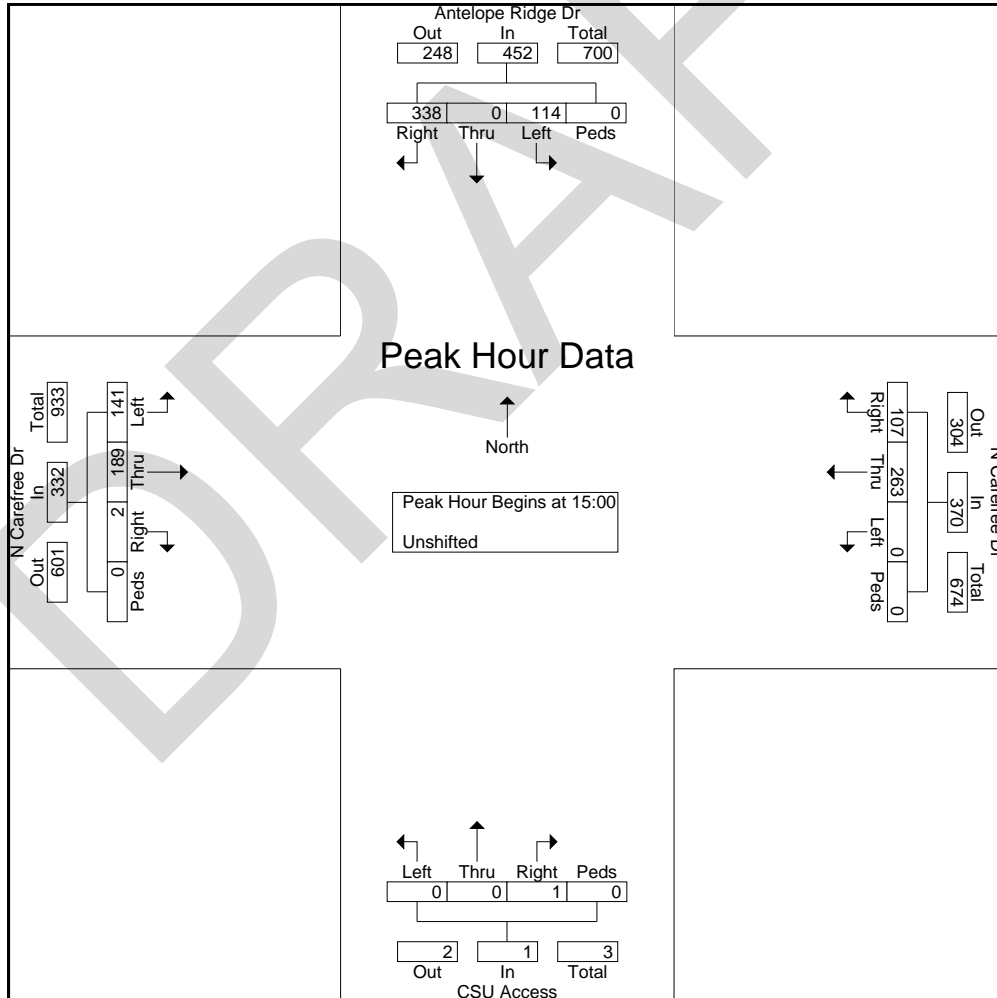 Antelope Ridge Dr
Out In Total
248 452 700
338 0 114 0
Right Thru Left Peds
Peak Hour Data
North
Peak Hour Begins at 15:00
Unshifted
N Carefree Dr
Out In Total
601 332 933
141 189 2 0
Left Thru Right Peds
N Carefree Dr
Out In Total
304 370 674
107 263 0 0
Right Thru Left Peds
Left Thru Right Peds
0 0 1 0
2 1 3
Out In Total
CSU Access
DRAF